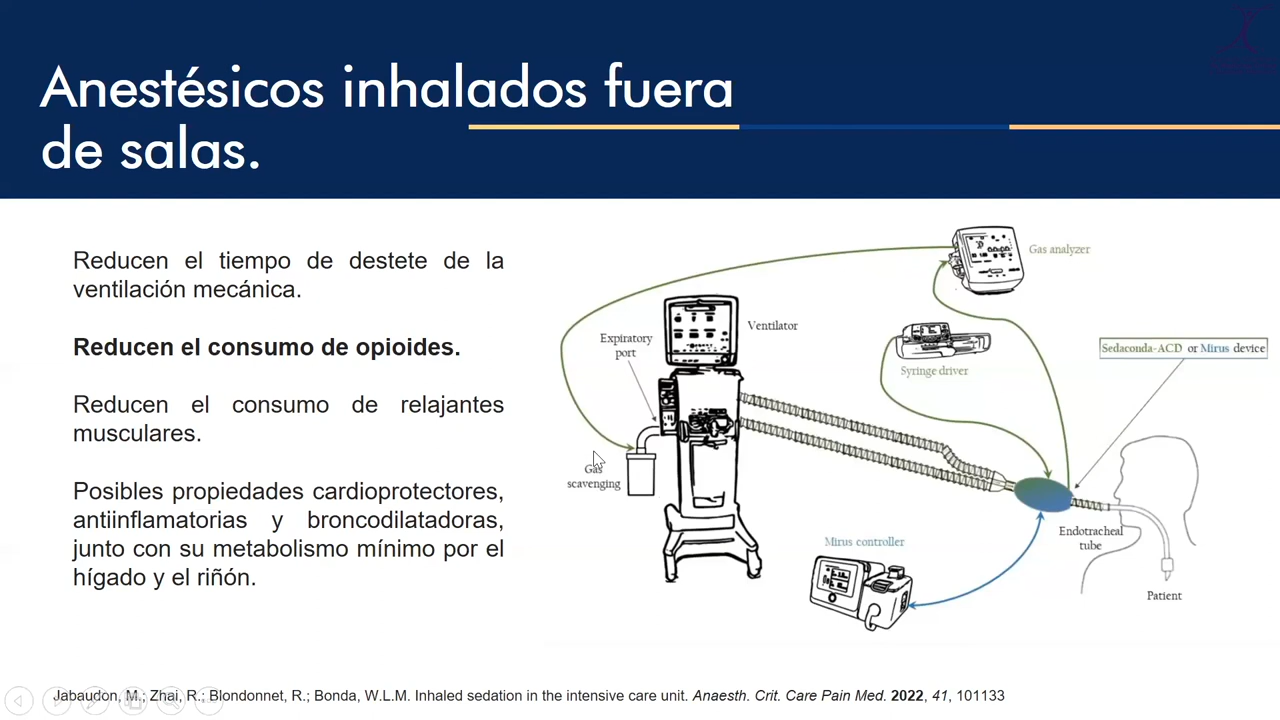 Anestésicos inhalados fuera
de salas.
Reducen el tiempo de destete de la
ventilación mecánica.
Reducen el consumo de opioides.
Reducen el consumo de relajantes
musculares.
Posibles propiedades cardioprotectores,
antiinflamatorias y broncodilatadoras,
junto con su metabolismo mínimo por el
hígado y el riñón.
Gas analyzer
Ventilator
Expiratory
port
Syringe driver
Sedaconda-ACD or Mirus device
Gas
scavenging
Endotracheal
tube
Mirus controller
Patient
Jabaudon, M.; Zhai, R.; Blondonnet, R.; Bonda, W.L.M. Inhaled sedation in the intensive care unit. Anaesth. Crit. Care Pain Med. 2022, 41, 101133